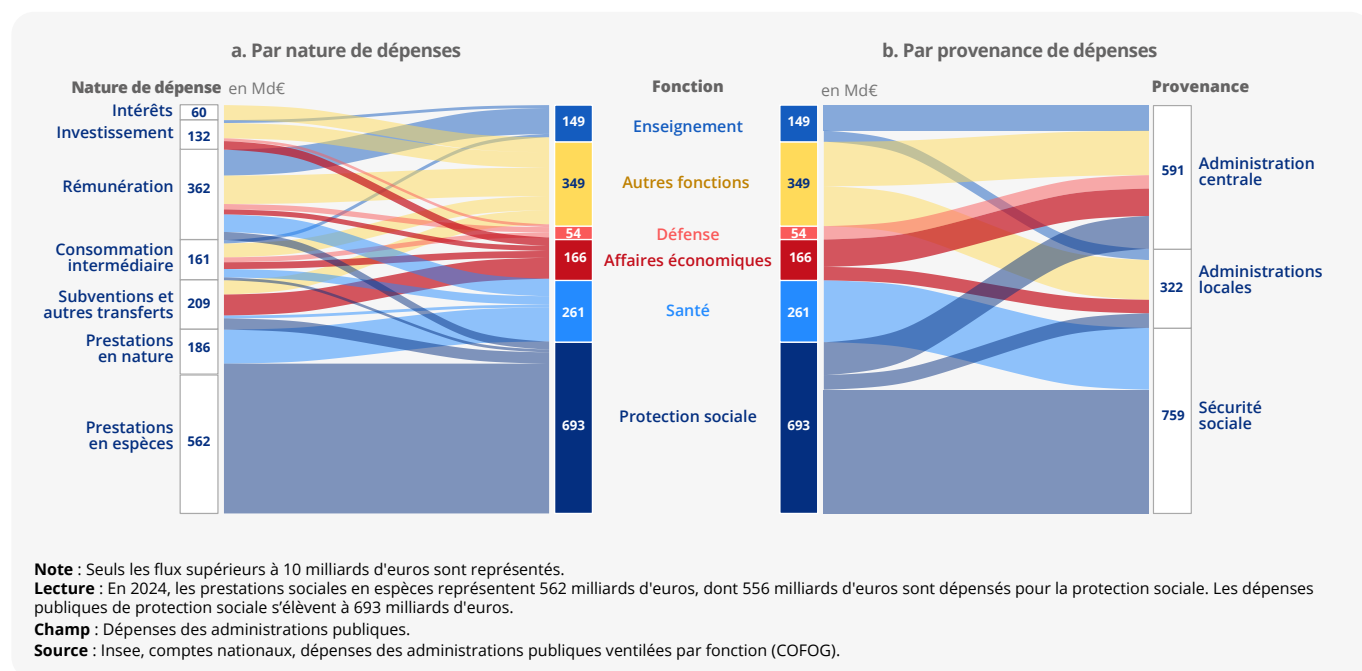 a. Par nature de dépenses
b. Par provenance de dépenses
Nature de dépense
en Md€
Fonction
en Md€
Provenance
Intérêts
60
Investissement
132
Rémunération
362
Consommation
intermédiaire
161
Subventions et
autres transferts
209
Prestations
en nature
186
Prestations
en espèces
562
149
Enseignement
149
349
Autres fonctions
349
54
Défense
54
166
Affaires économiques
166
261
Santé
261
693
Protection sociale
693
591
Administration
centrale
322
Administrations
locales
759
Sécurité
sociale
Note : Seuls les flux supérieurs à 10 milliards d'euros sont représentés.
Lecture : En 2024, les prestations sociales en espèces représentent 562 milliards d'euros, dont 556 milliards d'euros sont dépensés pour la protection sociale. Les dépenses
publiques de protection sociale s’élèvent à 693 milliards d'euros.
Champ : Dépenses des administrations publiques.
Source : Insee, comptes nationaux, dépenses des administrations publiques ventilées par fonction (COFOG).